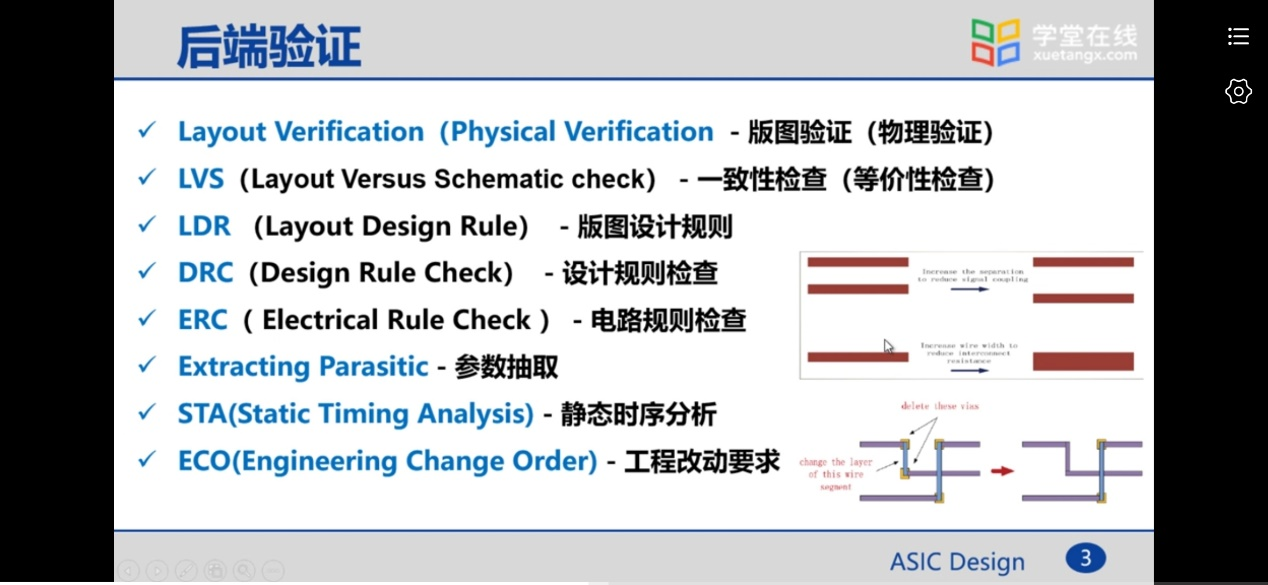 后端验证
学堂在线
xuetangx.com
Layout Verification（Physical Verification - 版图验证（物理验证）
LVS（Layout Versus Schematic check） - 一致性检查（等价性检查）
LDR （Layout Design Rule） - 版图设计规则
DRC（Design Rule Check） - 设计规则检查
ERC（ Electrical Rule Check ） - 电路规则检查
Extracting Parasitic - 参数抽取
STA(Static Timing Analysis) - 静态时序分析
ECO(Engineering Change Order) - 工程改动要求
Increase the separation
to reduce signal coupling
Increase wire width to
reduce interconnect
resistance
delete these vias
change the layer
of this wire
segment
ASIC Design
3